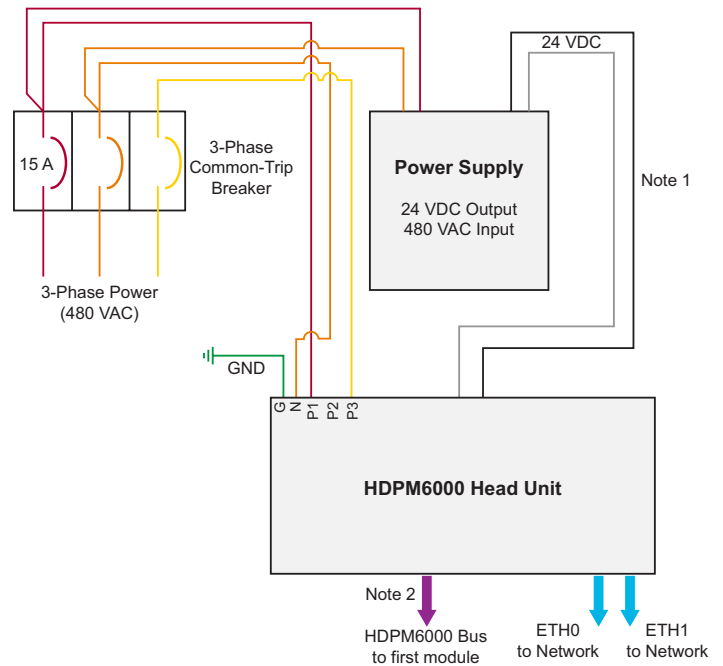 24 VDC
15 A
3-Phase
Common-Trip
Breaker
Power Supply
24 VDC Output
480 VAC Input
Note 1
3-Phase Power
(480 VAC)
GND
G
N
P1
P2
P3
HDPM6000 Head Unit
Note 2
HDPM6000 Bus
to first module
ETH0
to Network
ETH1
to Network